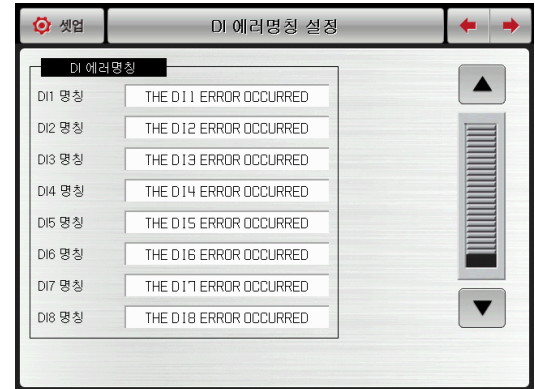 셋업
DI 에러명칭 설정
DI 에러명칭
DI1 명칭 THE DI1 ERROR OCCURRED
DI2 명칭 THE DI2 ERROR OCCURRED
DI3 명칭 THE DI3 ERROR OCCURRED
DI4 명칭 THE DI4 ERROR OCCURRED
DI5 명칭 THE DI5 ERROR OCCURRED
DI6 명칭 THE DI6 ERROR OCCURRED
DI7 명칭 THE DI7 ERROR OCCURRED
DI8 명칭 THE DI8 ERROR OCCURRED